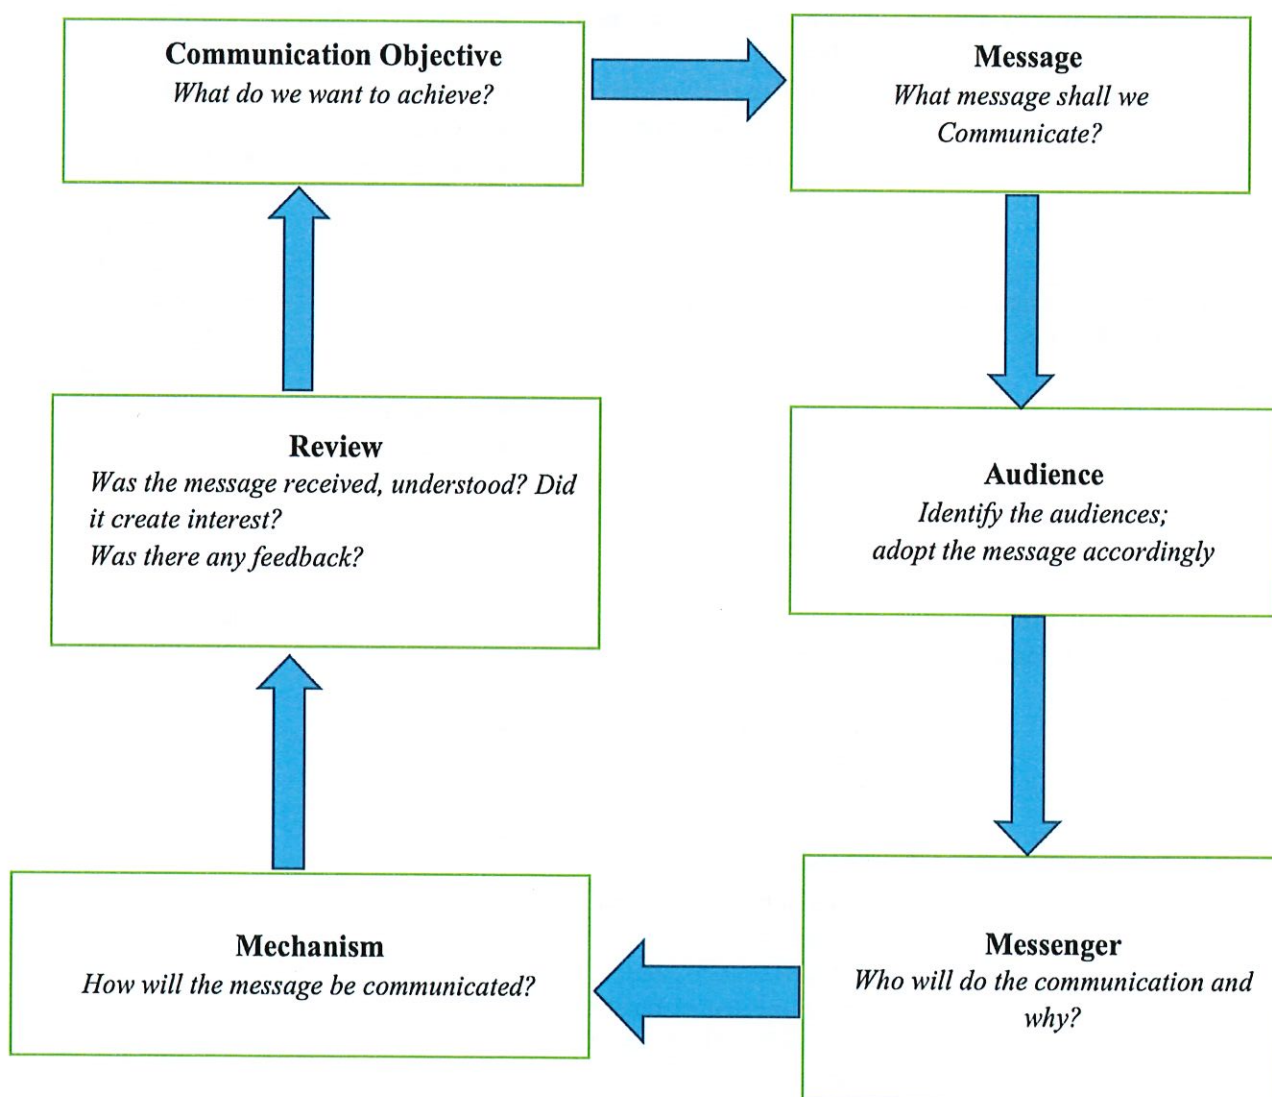 Communication Objective
What do we want to achieve?
Message
What message shall we
Communicate?
Audience
Identify the audiences;
adopt the message accordingly
Messenger
Who will do the communication and
why?
Mechanism
How will the message be communicated?
Review
Was the message received, understood? Did
it create interest?
Was there any feedback?